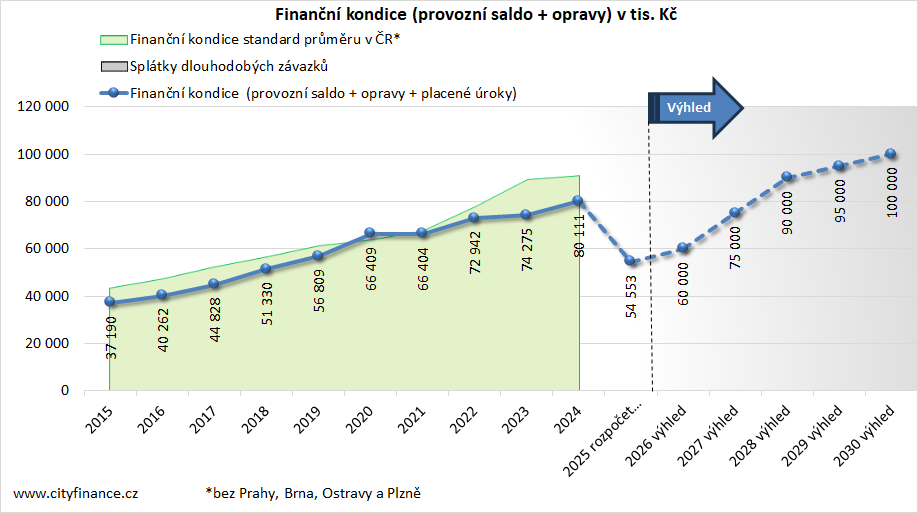 Finanční kondice (provozní saldo + opravy) v tis. Kč
Finanční kondice standard průměru v ČR*
Splátky dlouhodobých závazků
Finanční kondice (provozní saldo + opravy + placené úroky)
Výhled
120 000
100 000
80 000
60 000
40 000
20 000
0
37 190
40 262
44 828
51 330
56 809
66 409
66 404
72 942
74 275
80 111
54 553
60 000
75 000
90 000
95 000
100 000
2015
2016
2017
2018
2019
2020
2021
2022
2023
2024
2025 rozpočet...
2026 výhled
2027 výhled
2028 výhled
2029 výhled
2030 výhled
www.cityfinance.cz
*bez Prahy, Brna, Ostravy a Plzně